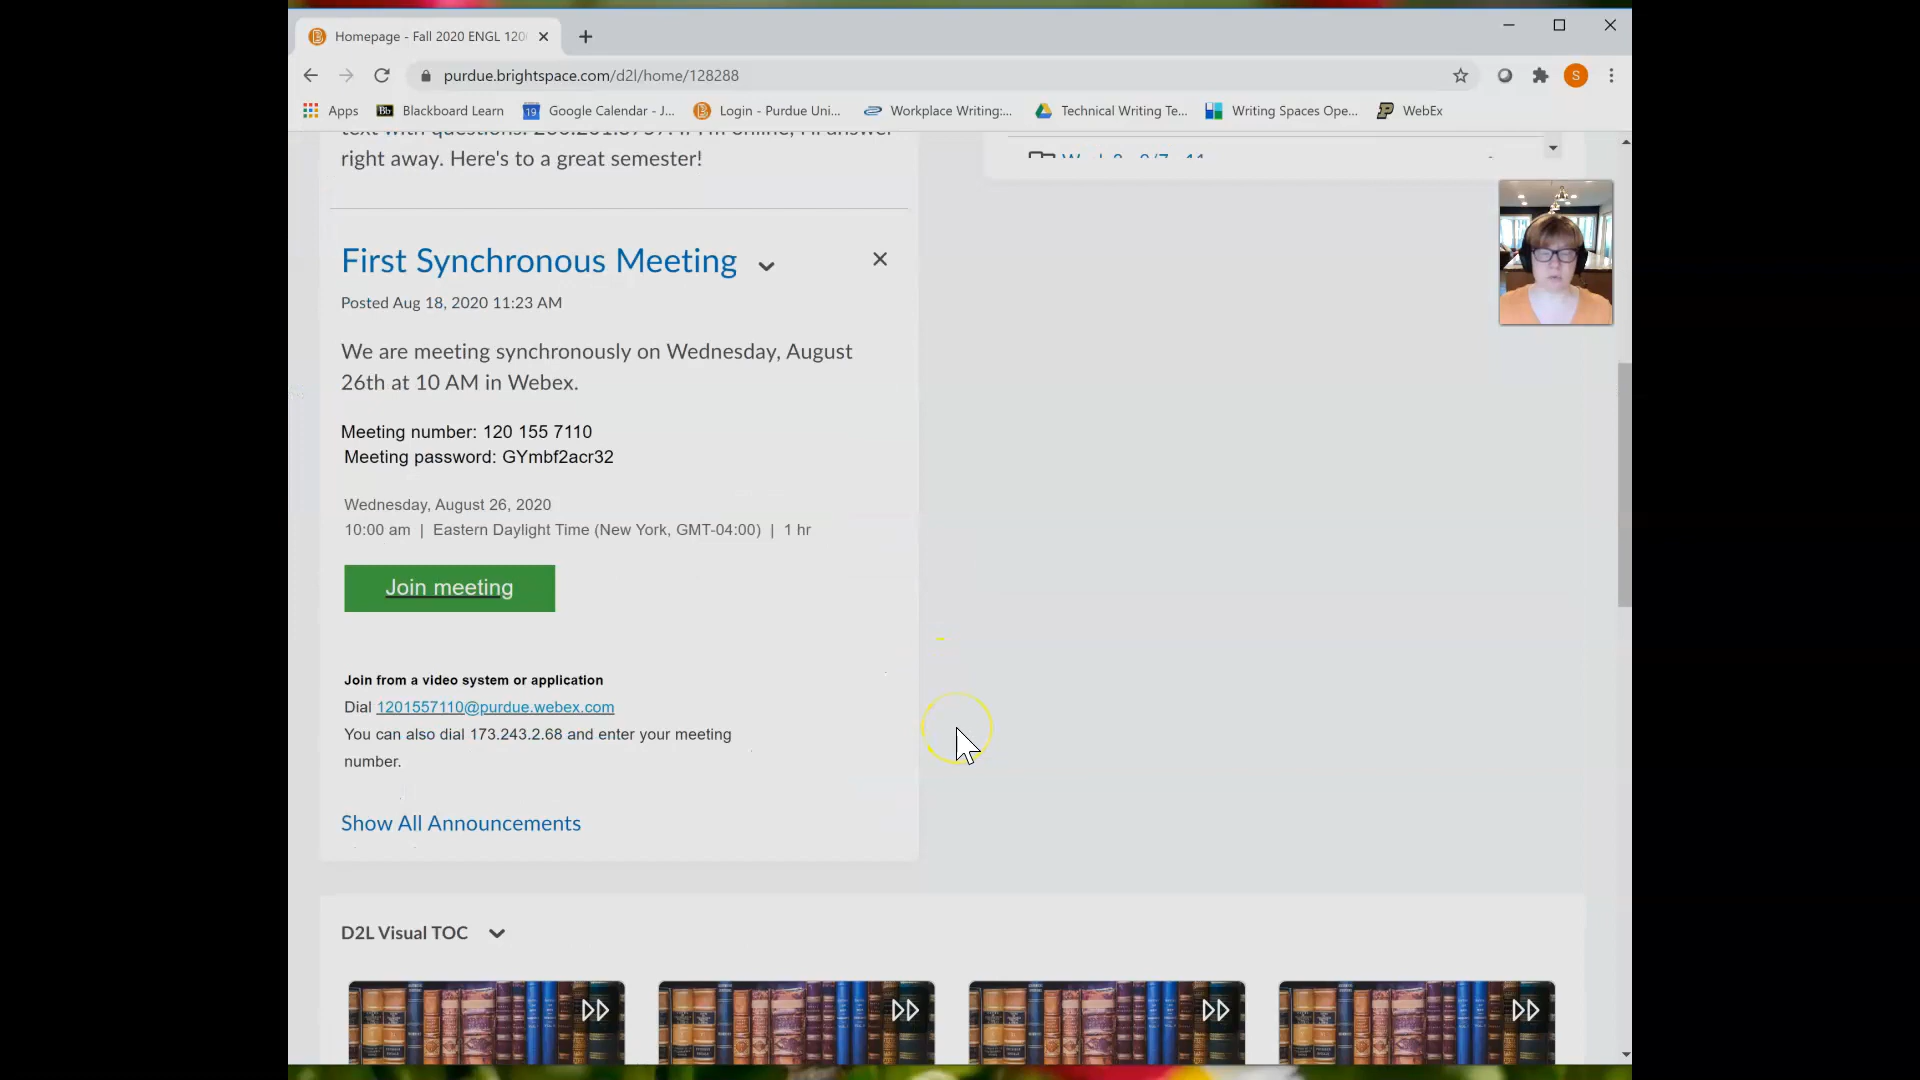 Homepage - Fall 2020 ENGL 120
purdue.brightspace.com/d2l/home/128288
S
Apps
Bb Blackboard Learn
19 Google Calendar - J...
Login - Purdue Uni...
Workplace Writing:...
Technical Writing Te...
Writing Spaces Ope...
WebEx
right away. Here's to a great semester!
First Synchronous Meeting
Posted Aug 18, 2020 11:23 AM
We are meeting synchronously on Wednesday, August
26th at 10 AM in Webex.
Meeting number: 120 155 7110
Meeting password: GYmbf2acr32
Wednesday, August 26, 2020
10:00 am | Eastern Daylight Time (New York, GMT-04:00) | 1 hr
Join meeting
Join from a video system or application
Dial 1201557110@purdue.webex.com
You can also dial 173.243.2.68 and enter your meeting
number.
Show All Announcements
D2L Visual TOC